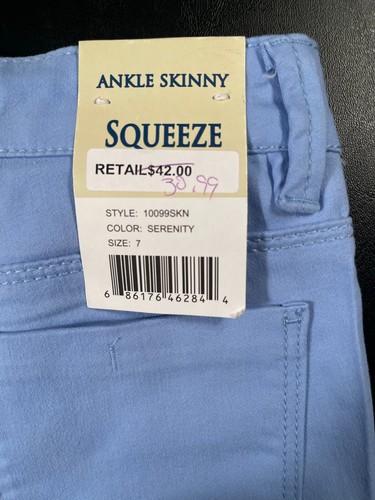 ANKLE SKINNY
SQUEEZE
RETAIL$42.00
30.99
STYLE: 10099SKN
COLOR: SERENITY
SIZE: 7
6 86176 46284 4